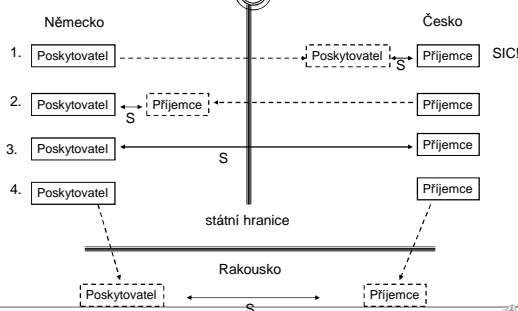 Německo Česko
1. Poskytovatel Poskytovatel S Příjemce SIC!
2. Poskytovatel S Příjemce Příjemce
3. Poskytovatel S Příjemce
4. Poskytovatel Příjemce
státní hranice
Rakousko
Poskytovatel S Příjemce